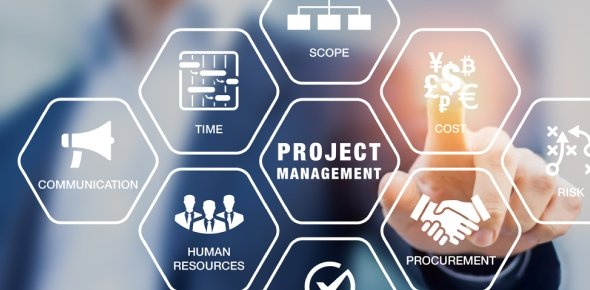 SCOPE
TIME
COST
PROJECT
MANAGEMENT
COMMUNICATION
RISK
HUMAN
RESOURCES
PROCUREMENT